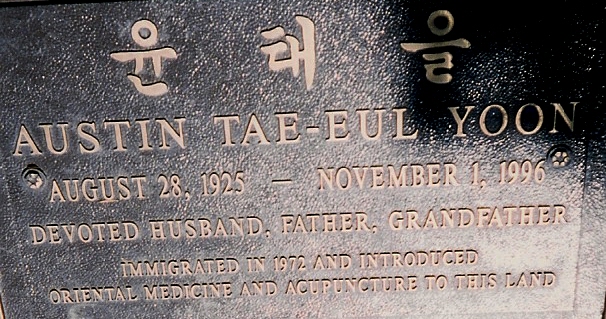 윤 태 을
AUSTIN TAE-EUL YOON
AUGUST 28, 1925 — NOVEMBER 1, 1996
DEVOTED HUSBAND, FATHER, GRANDFATHER
IMMIGRATED IN 1972 AND INTRODUCED
ORIENTAL MEDICINE AND ACUPUNCTURE TO THIS LAND